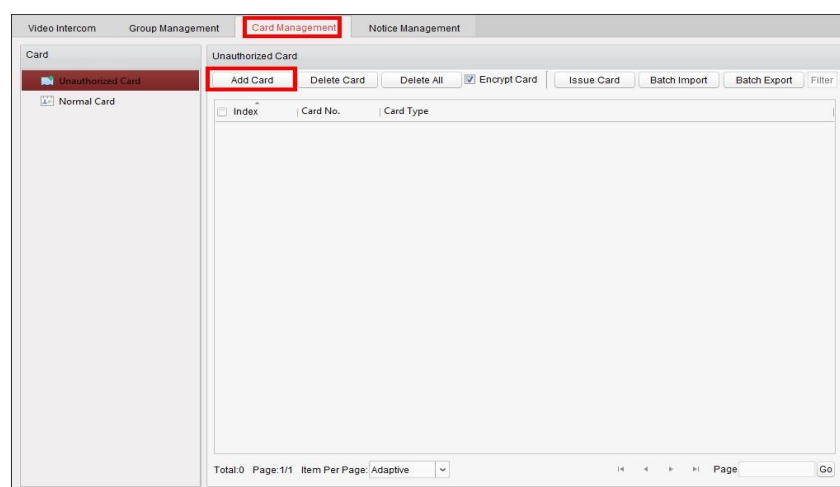 Video Intercom Group Management Card Management Notice Management
Card
Unauthorized Card
Normal Card
Unauthorized Card
Add Card Delete Card Delete All Encrypt Card Issue Card Batch Import Batch Export Filter
Index Card No. Card Type
Total:0 Page:1/1 Item Per Page: Adaptive Page Go